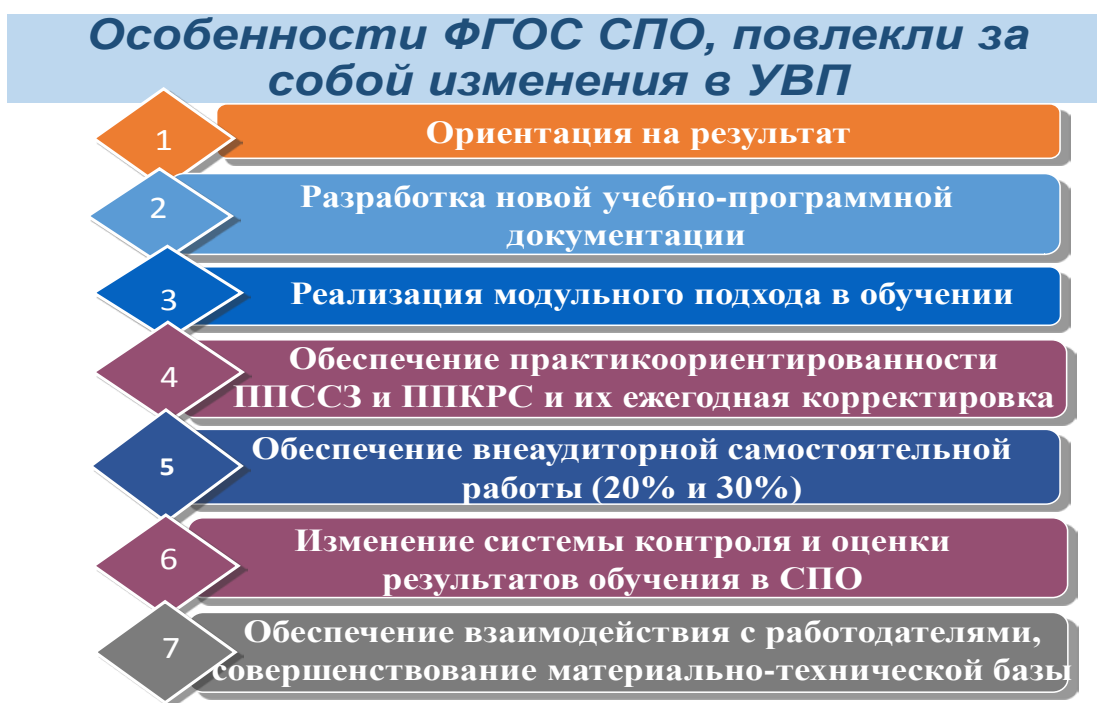 Особенности ФГОС СПО, повлекли за
собой изменения в УВП
1
Ориентация на результат
2
Разработка новой учебно-программной
документации
3
Реализация модульного подхода в обучении
4
Обеспечение практикоориентированности
ППССЗ и ППКРС и их ежегодная корректировка
5
Обеспечение внеаудиторной самостоятельной
работы (20% и 30%)
6
Изменение системы контроля и оценки
результатов обучения в СПО
7
Обеспечение взаимодействия с работодателями,
совершенствование материально-технической базы